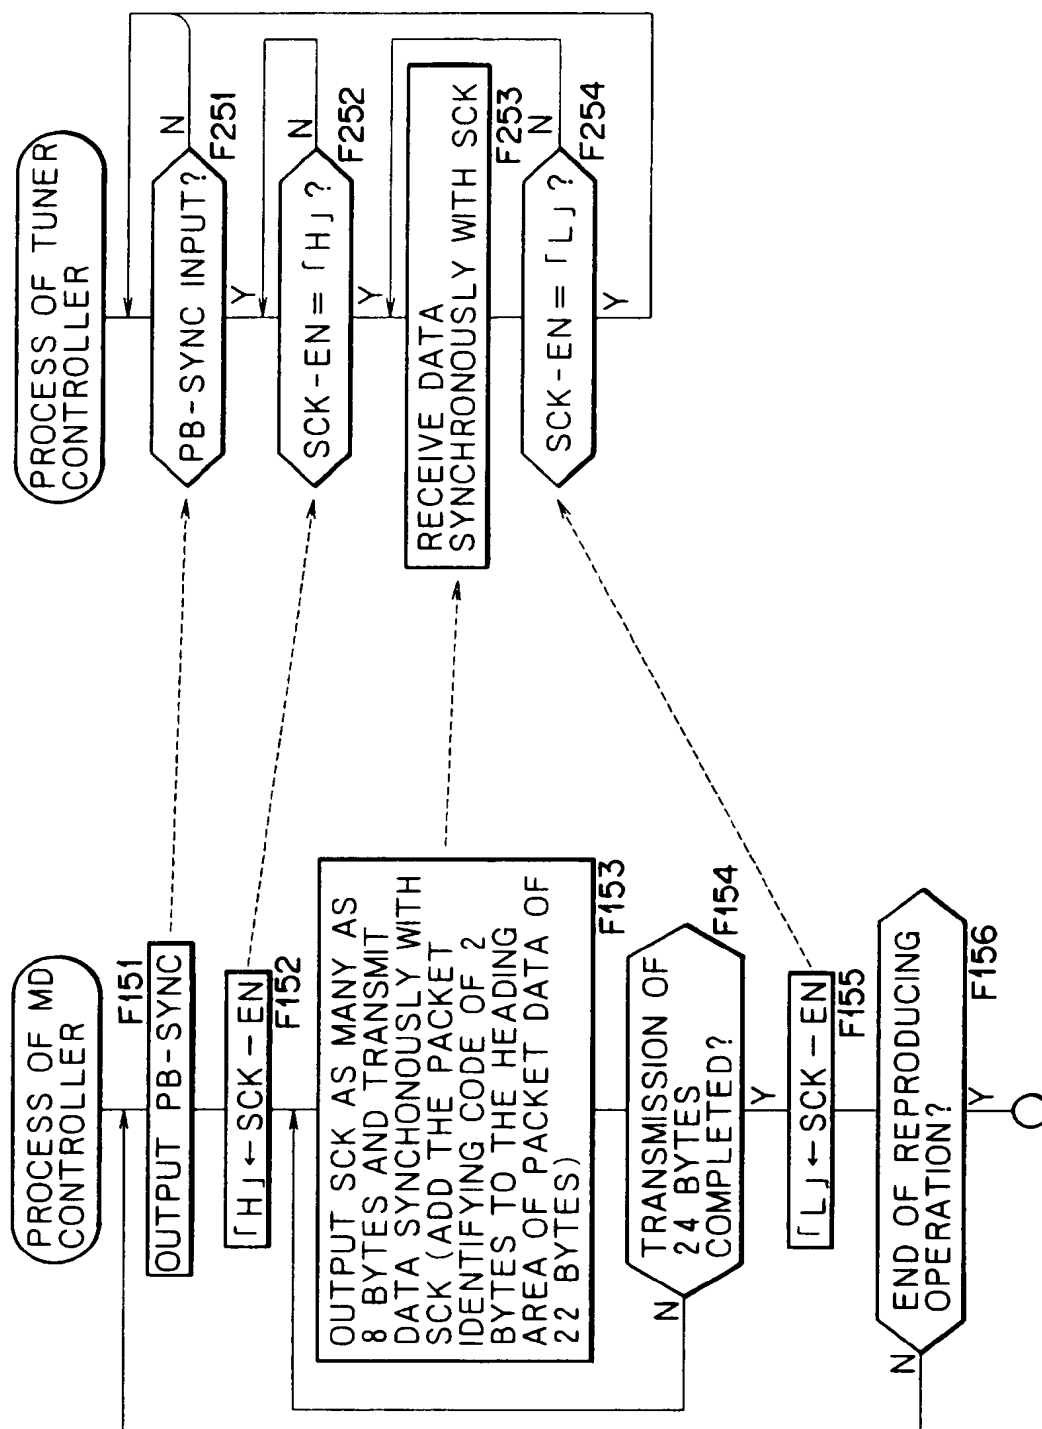 PROCESS OF MD
CONTROLLER
F151
OUTPUT PB-SYNC
「H」←SCK-EN
F152
OUTPUT SCK AS MANY AS
8 BYTES AND TRANSMIT
DATA SYNCHONOUSLY WITH
SCK (ADD THE PACKET
IDENTIFYING CODE OF 2
BYTES TO THE HEADING
AREA OF PACKET DATA OF
22 BYTES)
F153
TRANSMISSION OF
24 BYTES
COMPLETED?
F154
N
Y
「L」←SCK-EN
F155
END OF REPRODUCING
OPERATION?
F156
N
Y
PROCESS OF TUNER
CONTROLLER
PB-SYNC INPUT?
N
F251
Y
SCK-EN=「H」?
N
F252
Y
RECEIVE DATA
SYNCHRONOUSLY WITH SCK
F253
SCK-EN=「L」?
N
F254
Y